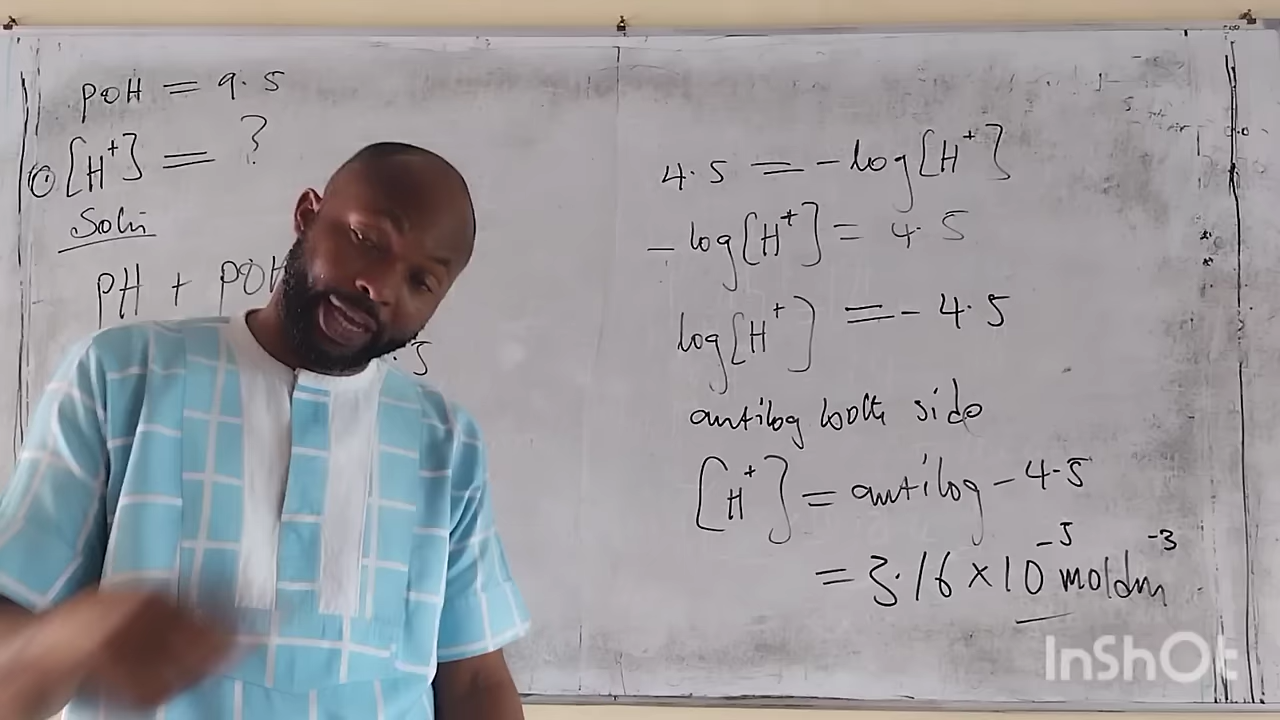 pOH = 9.5
[H⁺] = ?
Soln
pH + pOH
.5
4.5 = -log[H⁺]
-log[H⁺] = 4.5
log[H⁺] = -4.5
antilog both side
[H⁺] = antilog -4.5
= 3.16 × 10⁻⁵ moldm⁻³
InShOt